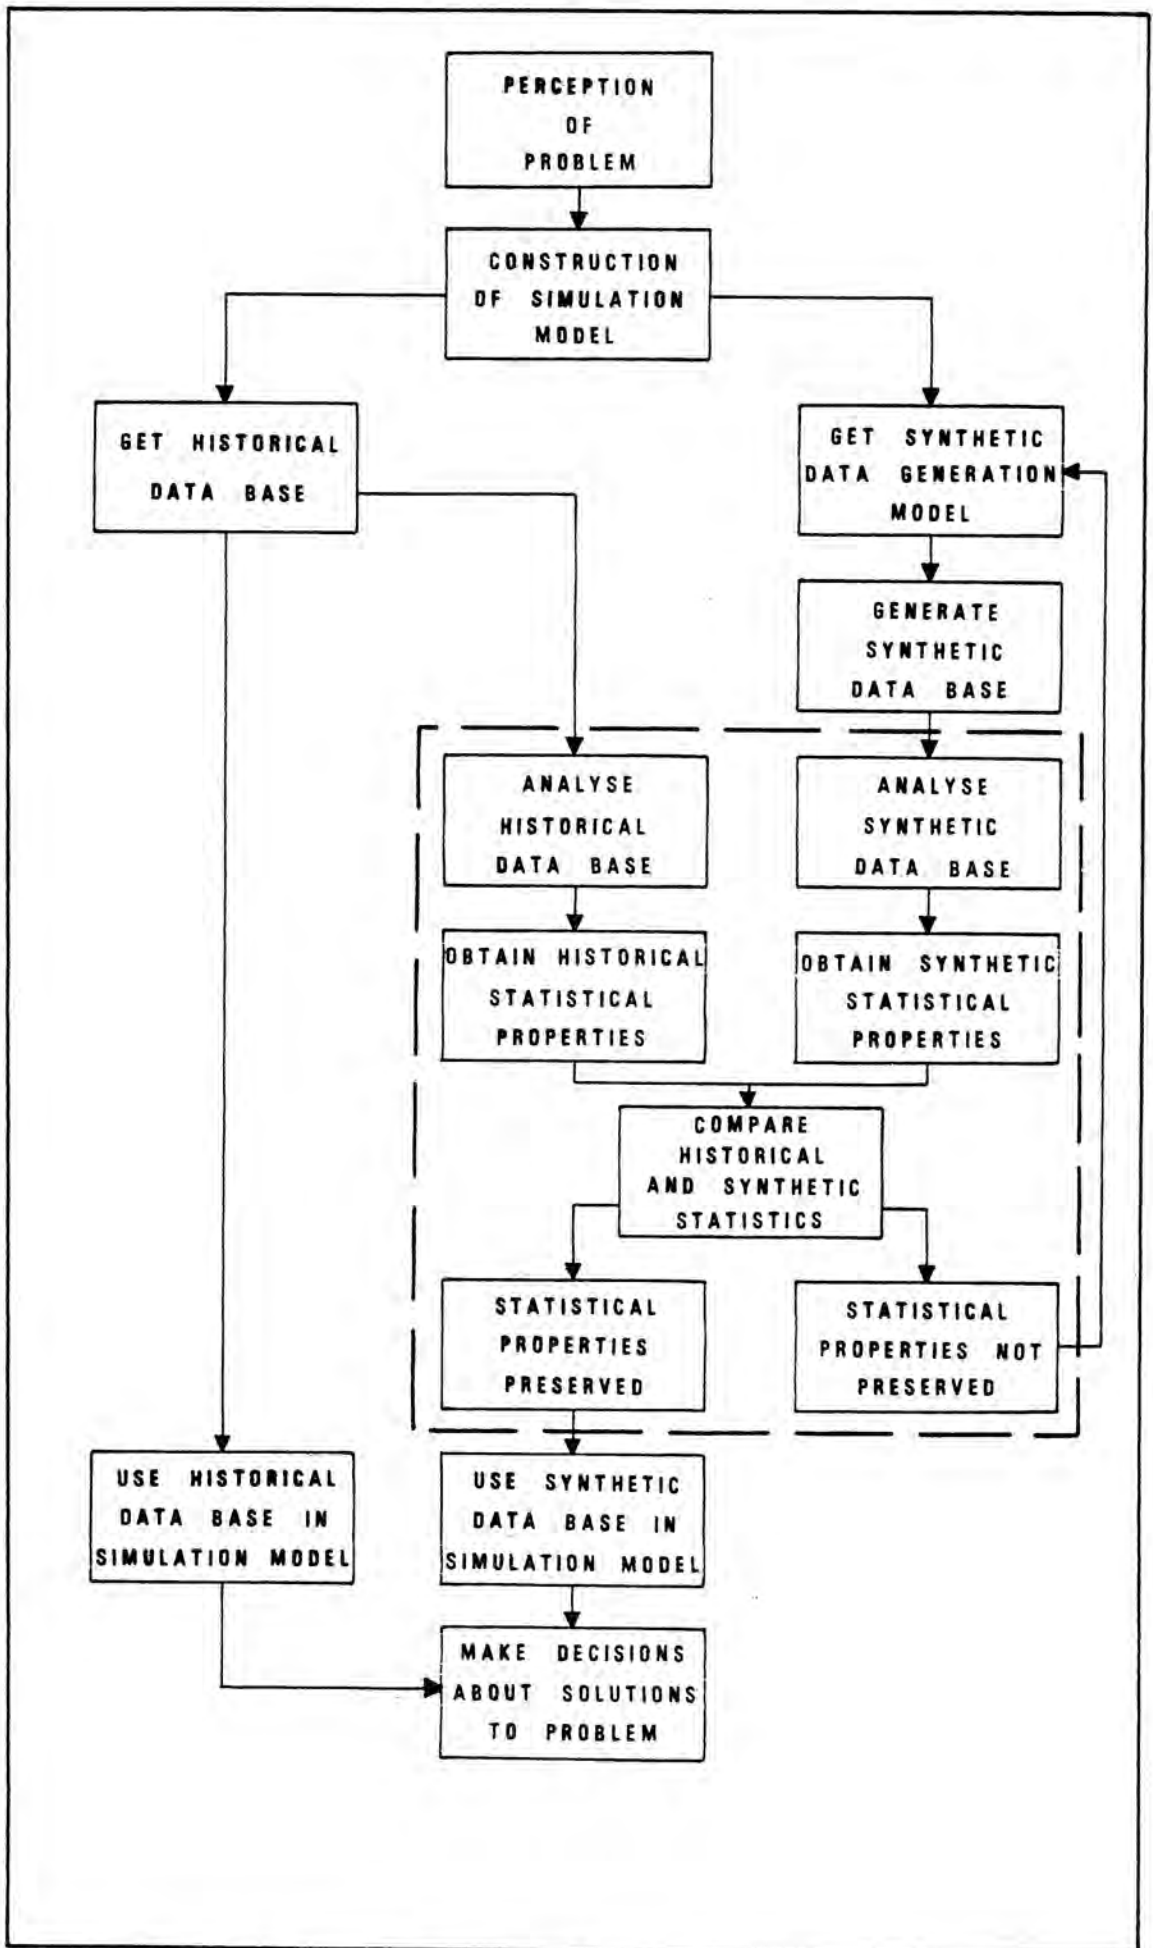 PERCEPTION
OF
PROBLEM
CONSTRUCTION
OF SIMULATION
MODEL
GET HISTORICAL
DATA BASE
GET SYNTHETIC
DATA GENERATION
MODEL
GENERATE
SYNTHETIC
DATA BASE
ANALYSE
HISTORICAL
DATA BASE
ANALYSE
SYNTHETIC
DATA BASE
OBTAIN HISTORICAL
STATISTICAL
PROPERTIES
OBTAIN SYNTHETIC
STATISTICAL
PROPERTIES
COMPARE
HISTORICAL
AND SYNTHETIC
STATISTICS
STATISTICAL
PROPERTIES
PRESERVED
STATISTICAL
PROPERTIES NOT
PRESERVED
USE HISTORICAL
DATA BASE IN
SIMULATION MODEL
USE SYNTHETIC
DATA BASE IN
SIMULATION MODEL
MAKE DECISIONS
ABOUT SOLUTIONS
TO PROBLEM